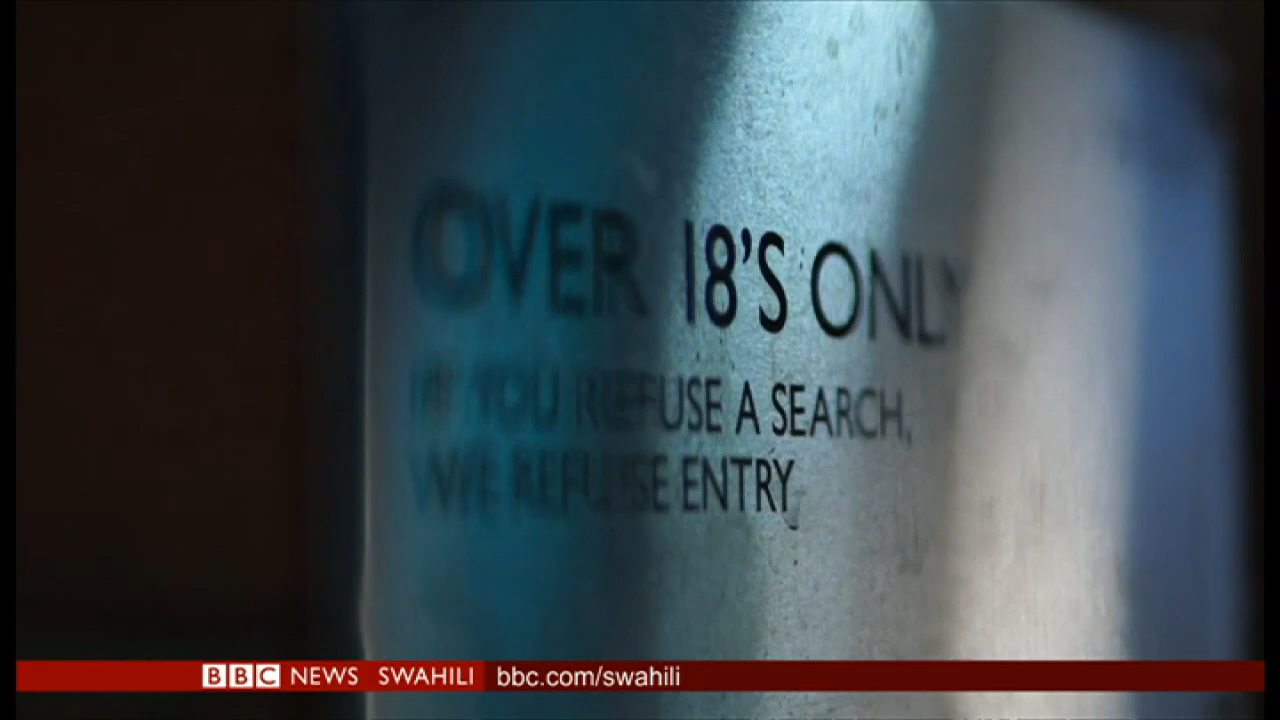 OVER 18'S ONLY
IF YOU REFUSE A SEARCH,
WE REFUSE ENTRY
BBC NEWS SWAHILI bbc.com/swahili